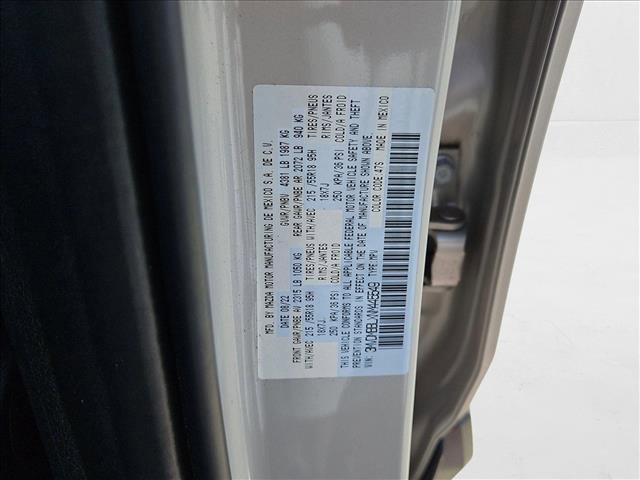 MFD. BY MAZDA MOTOR MANUFACTURING DE MEXICO S.A. DE C.V.
DATE 08/22 GVWR/PNBV 4381 LB 1987 KG
FRONT GAWR/PNBE AV 2315 LB 1050 KG REAR GAWR/PNBE AR 2072 LB 940 KG
WITH/AVEC 215/55R18 95H TIRES/PNEUS WITH/AVEC 215/55R18 95H TIRES/PNEUS
18X7J RIMS/JANTES 18X7J RIMS/JANTES
250 KPA/36 PSI COLD/A FROID 250 KPA/36 PSI COLD/A FROID
THIS VEHICLE CONFORMS TO ALL APPLICABLE FEDERAL MOTOR VEHICLE SAFETY AND THEFT
PREVENTION STANDARDS IN EFFECT ON THE DATE OF MANUFACTURE SHOWN ABOVE.
VIN: TYPE: MPV COLOR CODE: 47S MADE IN MEXICO